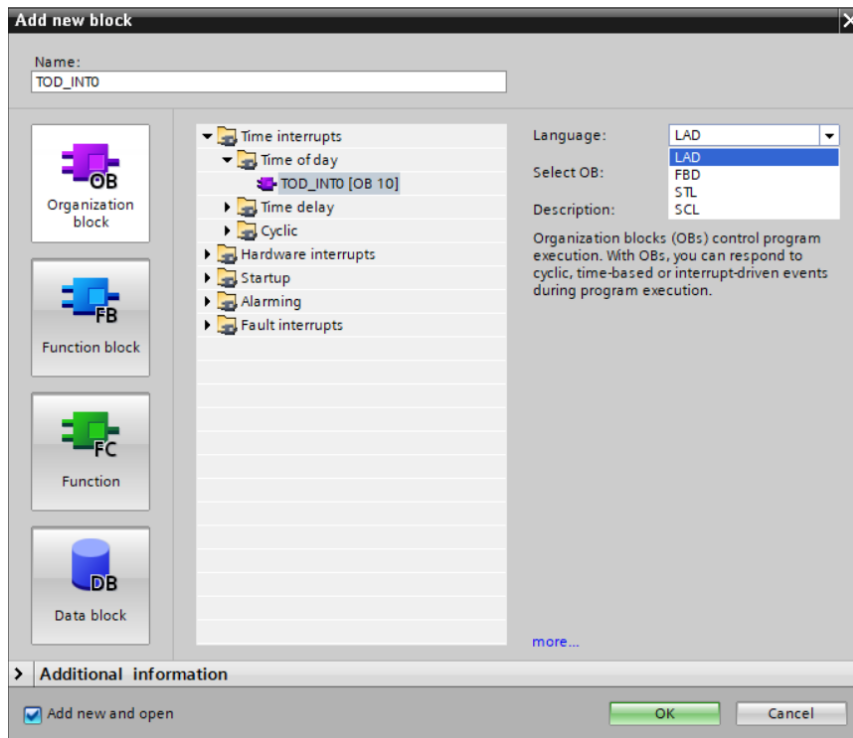 Add new block
Name:
TOD_INT0
OB
Organization
block
FB
Function block
FC
Function
DB
Data block
Time interrupts
Time of day
TOD_INT0 [OB 10]
Time delay
Cyclic
Hardware interrupts
Startup
Alarming
Fault interrupts
Language:
LAD
LAD
FBD
STL
SCL
Select OB:
Description:
Organization blocks (OBs) control program
execution. With OBs, you can respond to
cyclic, time-based or interrupt-driven events
during program execution.
more...
Additional information
Add new and open
OK
Cancel